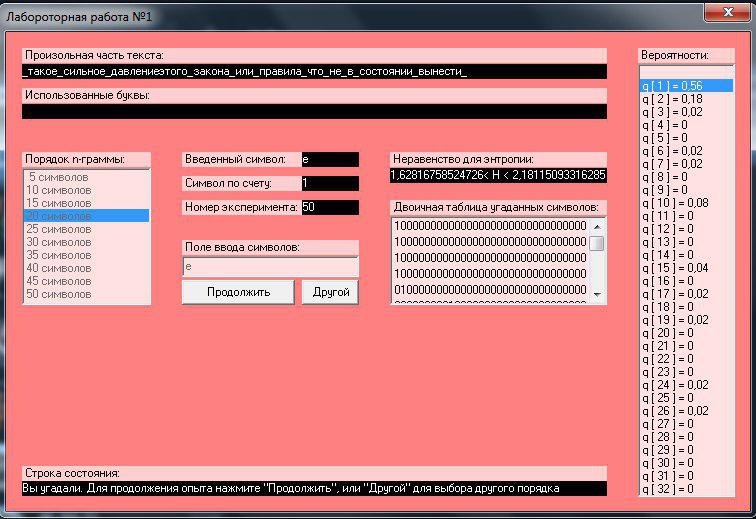 Лабороторная работа №1
Произольная часть текста:
_такое_сильное_давлениеэтого_закона_или_правила_что_не_в_состоянии_вынести_
Использованные буквы:
Порядок n-граммы:
5 символов
10 символов
15 символов
20 символов
25 символов
30 символов
35 символов
40 символов
45 символов
50 символов
Введенный символ: е
Символ по счету: 1
Номер эксперимента: 50
Поле ввода символов:
е
Продолжить
Другой
Неравенство для энтропии:
1,62816758524726< H < 2,18115093316285
Двоичная таблица угаданных символов:
10000000000000000000000000000000
10000000000000000000000000000000
10000000000000000000000000000000
10000000000000000000000000000000
01000000000000000000000000000000
Вероятности:
q [ 1 ] = 0,56
q [ 2 ] = 0,18
q [ 3 ] = 0,02
q [ 4 ] = 0
q [ 5 ] = 0
q [ 6 ] = 0,02
q [ 7 ] = 0,02
q [ 8 ] = 0
q [ 9 ] = 0
q [ 10 ] = 0,08
q [ 11 ] = 0
q [ 12 ] = 0
q [ 13 ] = 0
q [ 14 ] = 0
q [ 15 ] = 0,04
q [ 16 ] = 0
q [ 17 ] = 0,02
q [ 18 ] = 0
q [ 19 ] = 0,02
q [ 20 ] = 0
q [ 21 ] = 0
q [ 22 ] = 0
q [ 23 ] = 0
q [ 24 ] = 0,02
q [ 25 ] = 0
q [ 26 ] = 0,02
q [ 27 ] = 0
q [ 28 ] = 0
q [ 29 ] = 0
q [ 30 ] = 0
q [ 31 ] = 0
q [ 32 ] = 0
Строка состояния:
Вы угадали. Для продолжения опыта нажмите "Продолжить", или "Другой" для выбора другого порядка